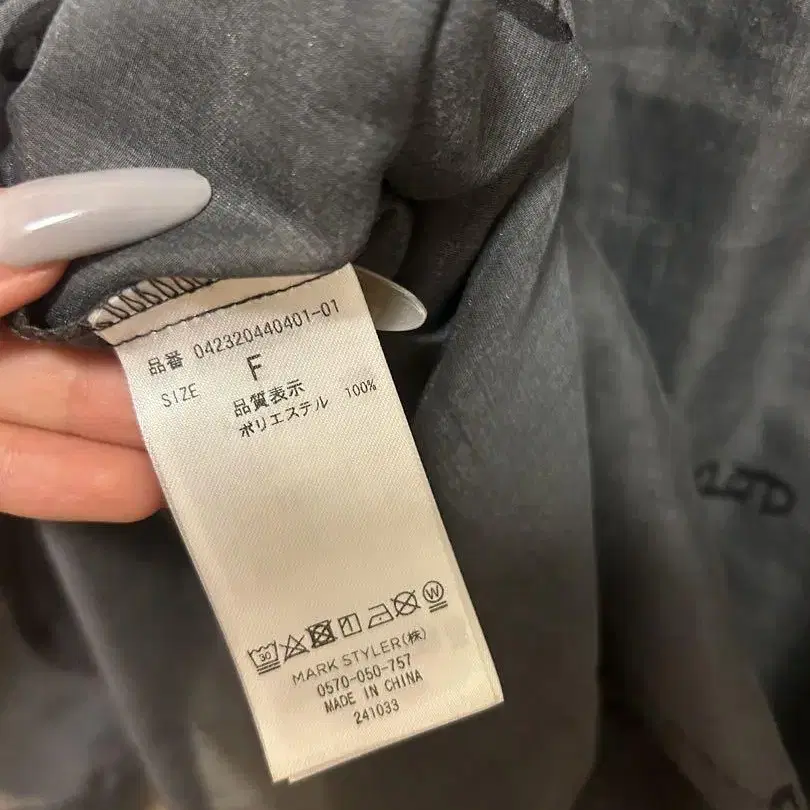 品番 042320440401-01
SIZE F
品質表示
ポリエステル 100%
30
W
MARK STYLER(株)
0570-050-757
MADE IN CHINA
241033